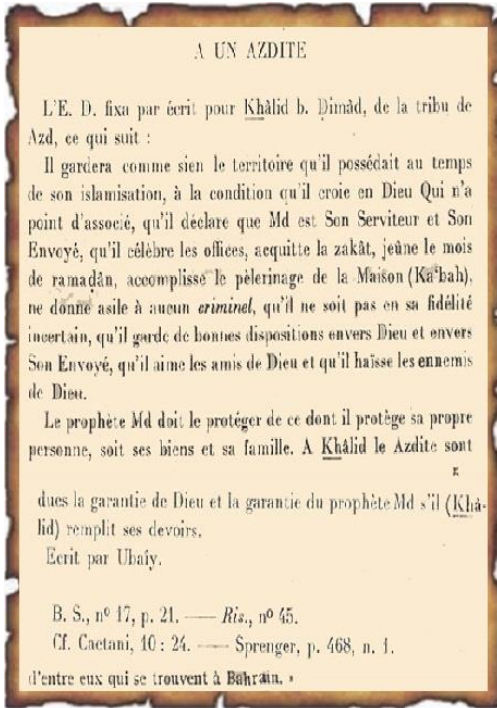 A UN AZDITE
L'E. D. fixa par écrit pour Khâlid b. Ḍimâd, de la tribu de
Azd, ce qui suit :
Il gardera comme sien le territoire qu'il possédait au temps
de son islamisation, à la condition qu'il croie en Dieu Qui n'a
point d'associé, qu'il déclare que Md est Son Serviteur et Son
Envoyé, qu'il célèbre les offices, acquitte la zakât, jeûne le mois
de ramaḍân, accomplisse le pèlerinage de la Maison (Kaʿbah),
ne donne asile à aucun criminel, qu'il ne soit pas en sa fidélité
incertain, qu'il garde de bonnes dispositions envers Dieu et envers
Son Envoyé, qu'il aime les amis de Dieu et qu'il haïsse les ennemis
de Dieu.
Le prophète Md doit le protéger de ce dont il protège sa propre
personne, soit ses biens et sa famille. A Khâlid le Azdite sont
dues la garantie de Dieu et la garantie du prophète Md s'il (Khâ-
lid) remplit ses devoirs.
Ecrit par Ubaîy.
B. S., nº 17, p. 21. — Ris., nº 45.
Cf. Caetani, 10 : 24. — Sprenger, p. 468, n. 1.
d'entre eux qui se trouvent à Bahrain. »